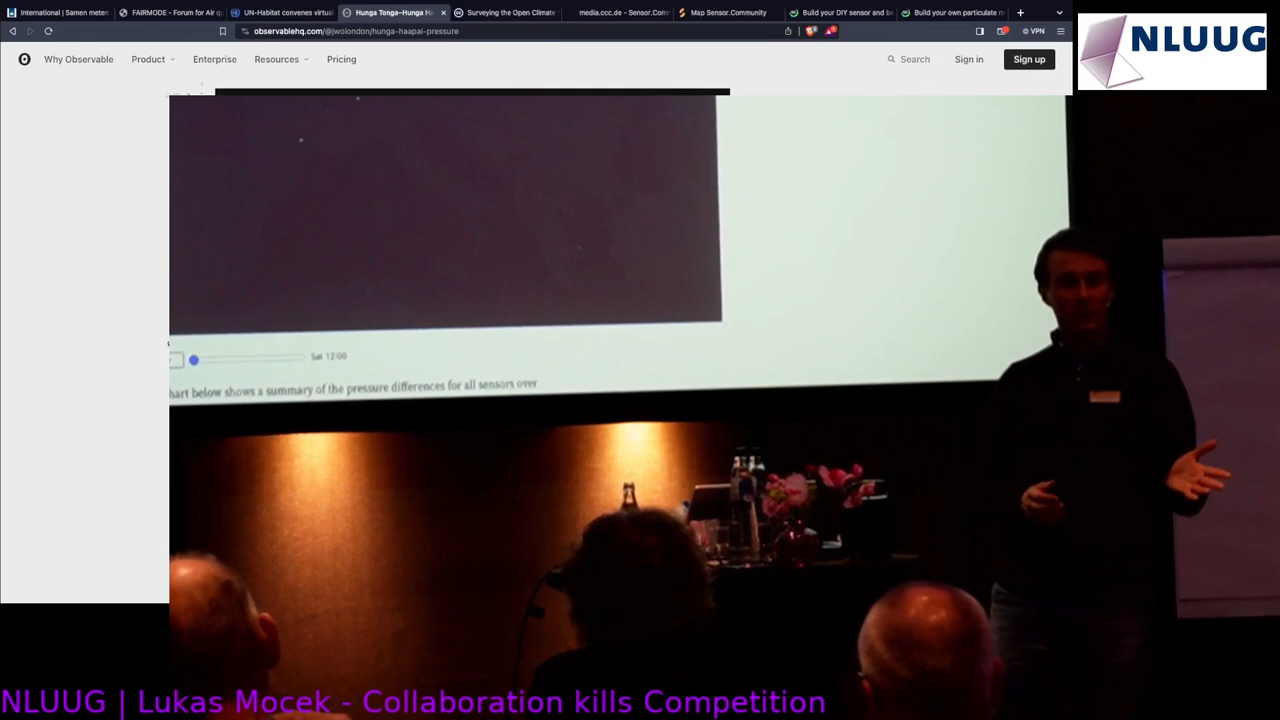 International | Samen meten
FAIRMODE - Forum for Air qu
UN-Habitat convenes virtual
Hunga Tonga–Hunga Ha
Surveying the Open Climate
media.ccc.de - Sensor.Comm
Map Sensor.Community
Build your DIY sensor and be
Build your own particulate m
observablehq.com/@jwolondon/hunga-haapai-pressure
VPN
Why Observable
Product
Enterprise
Resources
Pricing
Search
Sign in
Sign up
NLUUG
Sat 12:00
hart below shows a summary of the pressure differences for all sensors over
NLUUG | Lukas Mocek - Collaboration kills Competition